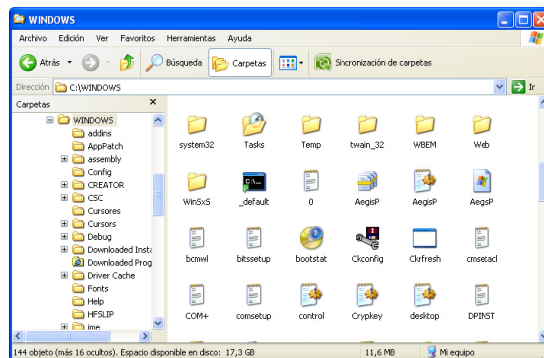 WINDOWS
Archivo Edición Ver Favoritos Herramientas Ayuda
Atrás Búsqueda Carpetas Sincronización de carpetas
Dirección C:\WINDOWS Ir
Carpetas
WINDOWS
addins
AppPatch
assembly
Config
CREATOR
CSC
Cursores
Cursors
Debug
Downloaded Insta
Downloaded Prog
Driver Cache
Fonts
Help
HFSLIP
ime
system32 Tasks Temp twain_32 WBEM Web
WinSxS _default 0 AegisP AegisP AegsP
bcmwl bitssetup bootstat Ckconfig Ckrfresh cmsetacl
COM+ comsetup control Crypkey desktop DPINST
144 objeto (más 16 ocultos). Espacio disponible en disco: 17,3 GB 11,6 MB Mi equipo